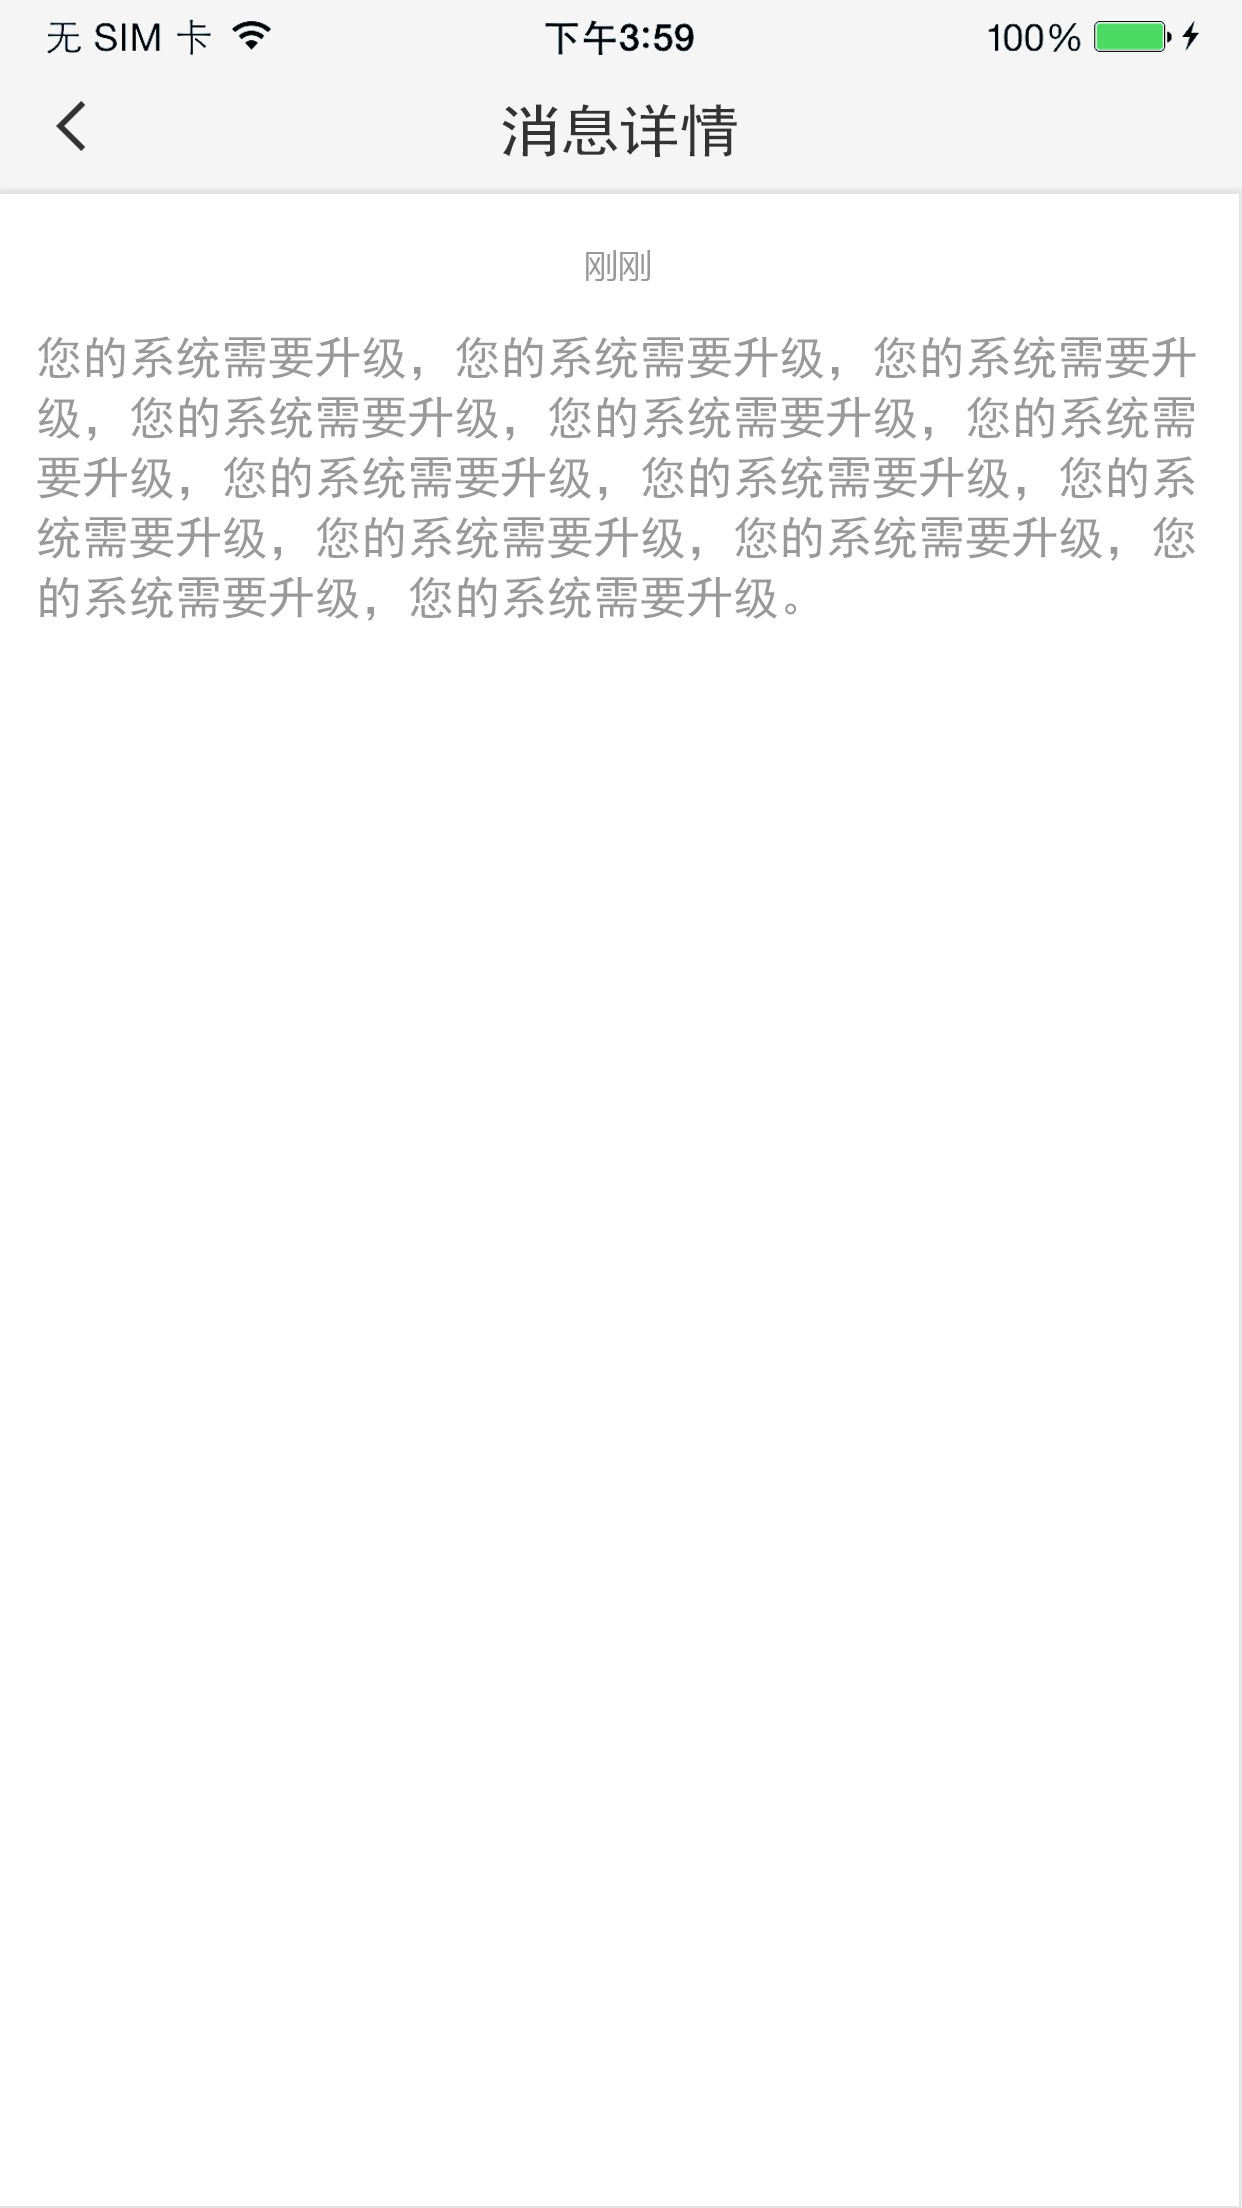 无 SIM 卡 下午3:59 100%
消息详情
刚刚
您的系统需要升级，您的系统需要升级，您的系统需要升
级，您的系统需要升级，您的系统需要升级，您的系统需
要升级，您的系统需要升级，您的系统需要升级，您的系
统需要升级，您的系统需要升级，您的系统需要升级，您
的系统需要升级，您的系统需要升级。